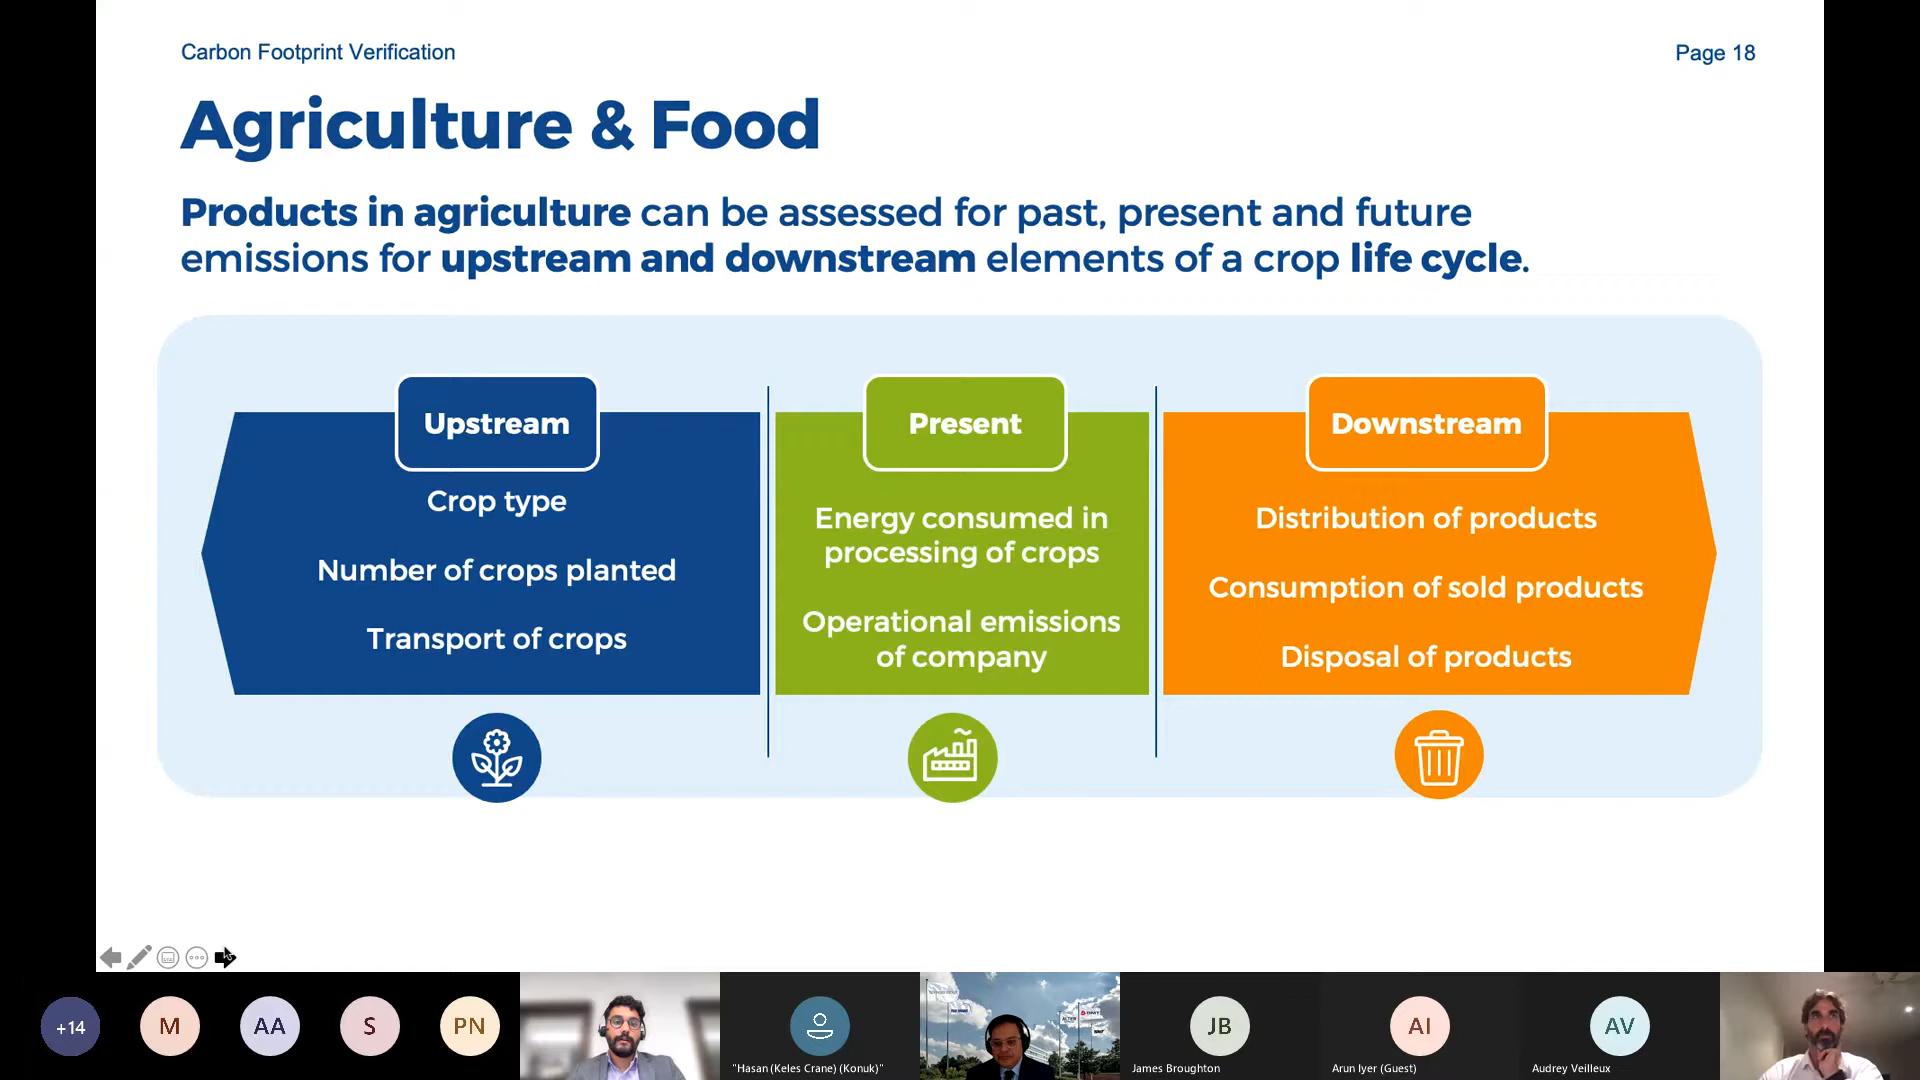 Carbon Footprint Verification
Page 18
Agriculture & Food
Products in agriculture can be assessed for past, present and future
emissions for upstream and downstream elements of a crop life cycle.
Upstream
Crop type
Number of crops planted
Transport of crops
Present
Energy consumed in
processing of crops
Operational emissions
of company
Downstream
Distribution of products
Consumption of sold products
Disposal of products
+14
M
AA
S
PN
"Hasan (Keles Crane) (Konuk)"
JB
James Broughton
AI
Arun Iyer (Guest)
AV
Audrey Veilleux